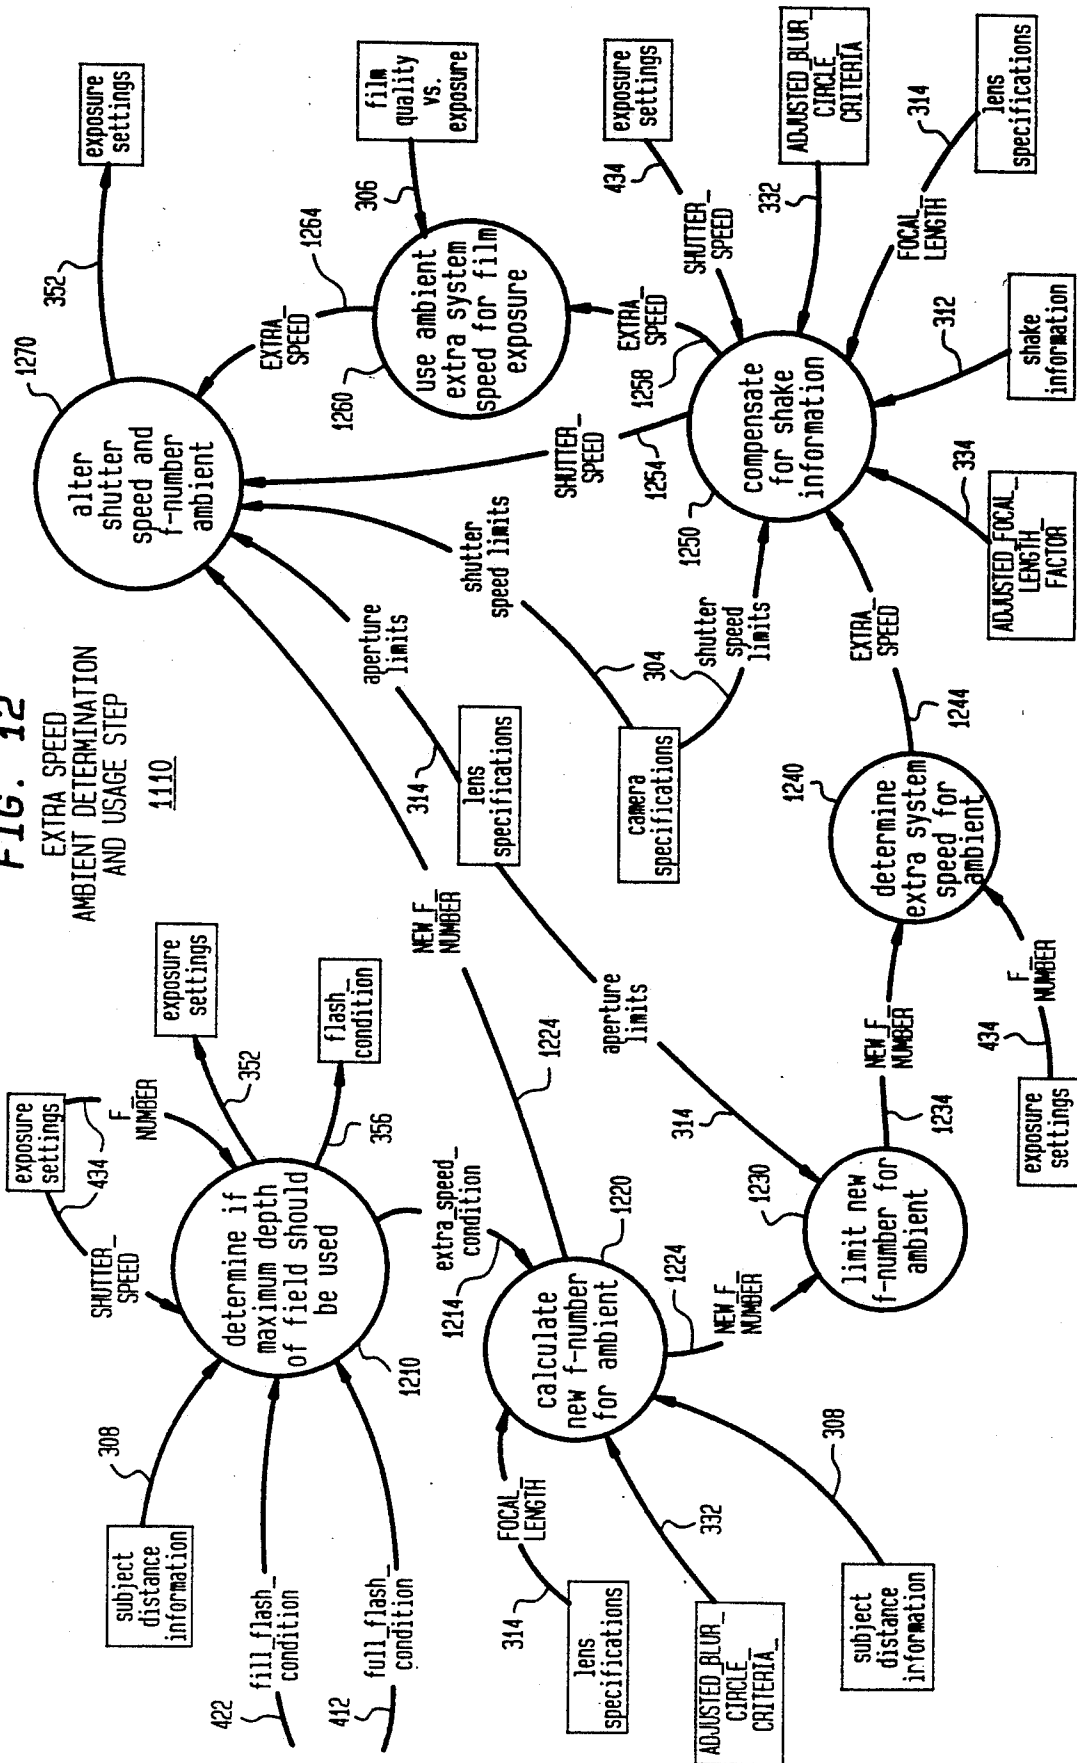 FIG. 12
EXTRA SPEED
AMBIENT DETERMINATION
AND USAGE STEP
1110
exposure
settings
434
434
SHUTTER_
SPEED
F_
NUMBER
subject
distance
information
308
fill_flash_
condition
422
full_flash_
condition
412
determine if
maximum depth
of field should
be used
1210
352
exposure
settings
356
flash_
condition
1214
extra_speed_
condition
calculate
new f-number
for ambient
1220
lens
specifications
314
FOCAL_
LENGTH
ADJUSTED_BLUR_
CIRCLE_
CRITERIA_
332
subject
distance
information
308
1224
NEW_F_
NUMBER
1224
NEW_F_
NUMBER
limit new
f-number for
ambient
1230
lens
specifications
314
aperture
limits
314
aperture
limits
1234
NEW_F_
NUMBER
exposure
settings
434
F_
NUMBER
determine
extra system
speed for
ambient
1240
1244
EXTRA_
SPEED
camera
specifications
304
shutter
speed limits
shutter
speed
limits
compensate
for shake
information
1250
ADJUSTED_FOCAL_
LENGTH_
FACTOR
334
shake
information
312
lens
specifications
314
FOCAL_
LENGTH
ADJUSTED_BLUR_
CIRCLE_
CRITERIA
332
exposure
settings
434
SHUTTER_
SPEED
1254
SHUTTER_
SPEED
1258
EXTRA_
SPEED
use ambient
extra system
speed for film
exposure
1260
film
quality
vs.
exposure
306
1264
EXTRA_
SPEED
alter
shutter
speed and
f-number
ambient
1270
352
exposure
settings